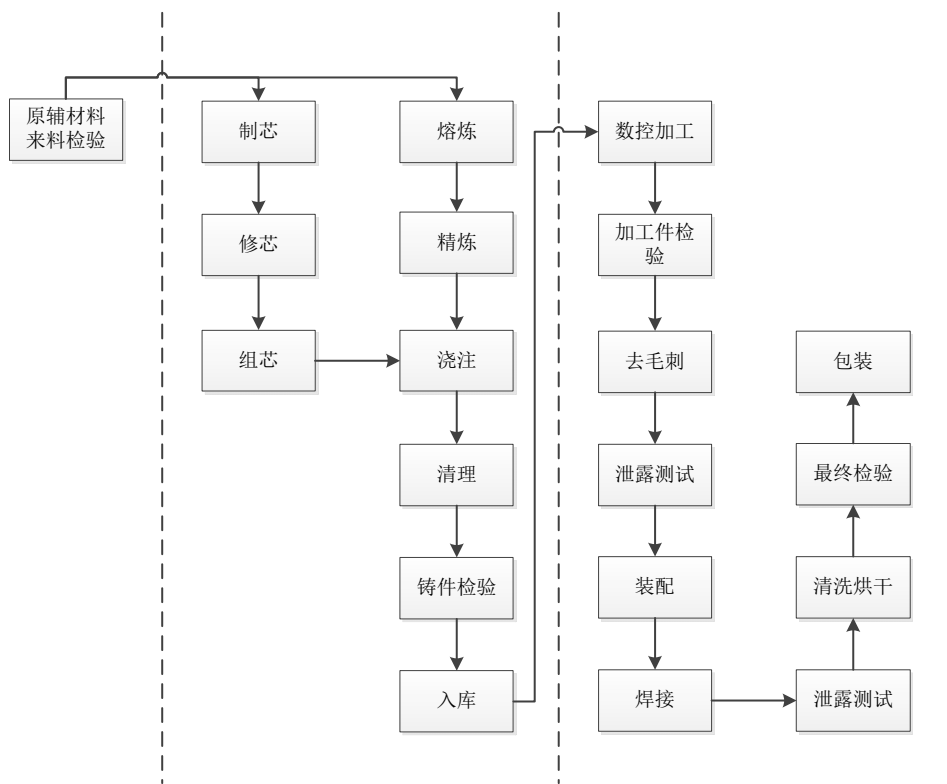 原辅材料
来料检验
制芯
修芯
组芯
熔炼
精炼
浇注
清理
铸件检验
入库
数控加工
加工件检
验
去毛刺
泄露测试
装配
焊接
泄露测试
清洗烘干
最终检验
包装